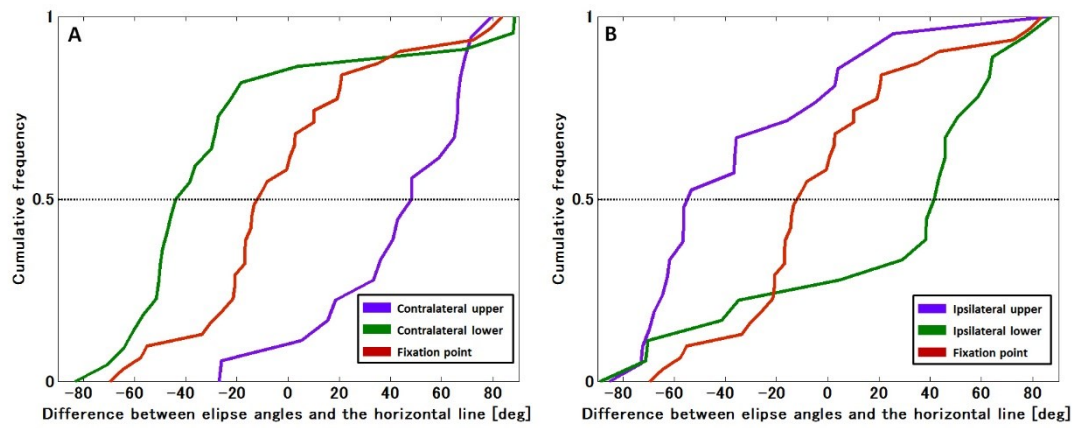 A
1
0.5
0
Cumulative frequency
Contralateral upper
Contralateral lower
Fixation point
-80 -60 -40 -20 0 20 40 60 80
Difference between elipse angles and the horizontal line [deg]
B
1
0.5
0
Cumulative frequency
Ipsilateral upper
Ipsilateral lower
Fixation point
-80 -60 -40 -20 0 20 40 60 80
Difference between elipse angles and the horizontal line [deg]